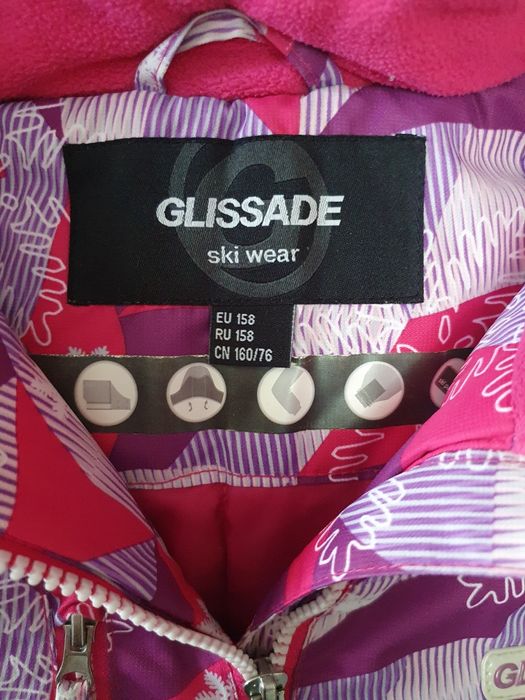 GLISSADE
ski wear
EU 158
RU 158
CN 160/76
G